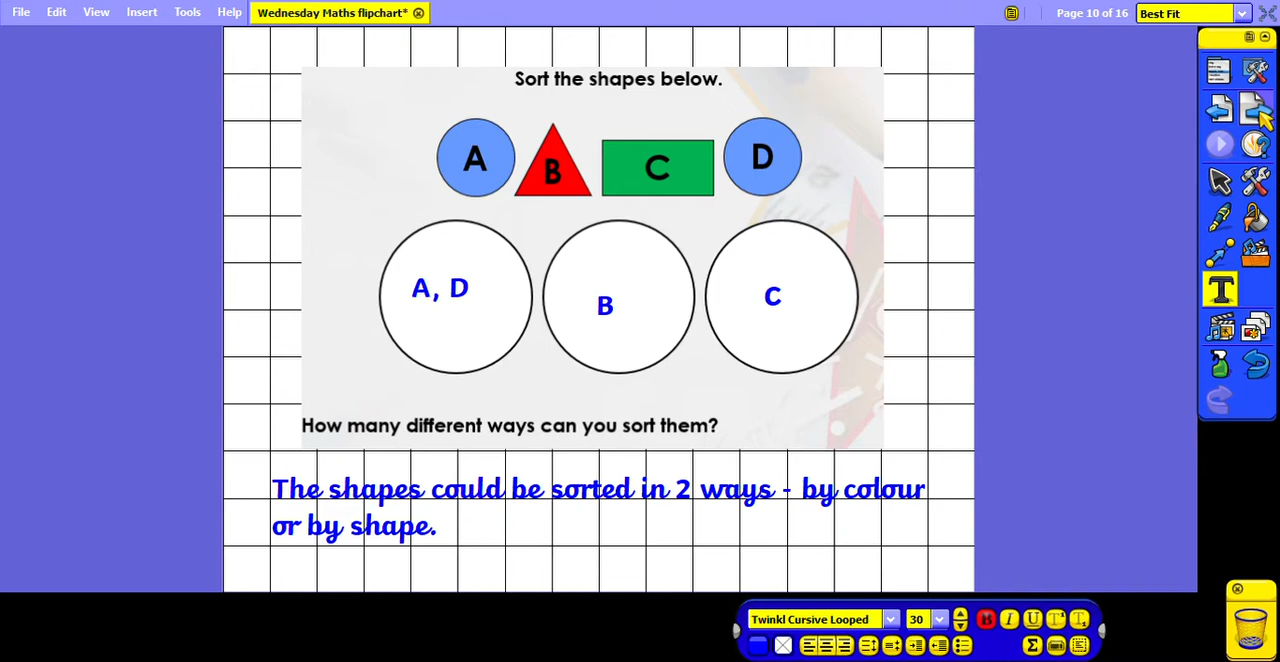 File Edit View Insert Tools Help Wednesday Maths flipchart* Page 10 of 16 Best Fit
Sort the shapes below.
A B C D
A, D B C
How many different ways can you sort them?
The shapes could be sorted in 2 ways - by colour
or by shape.
Twinkl Cursive Looped 30 B I U T¹ T₁